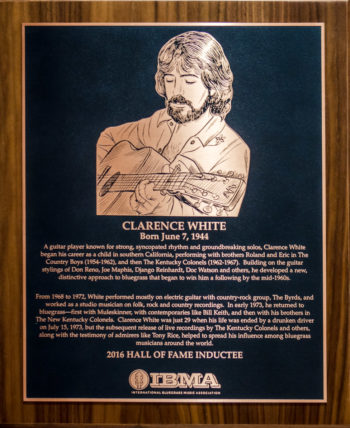 CLARENCE WHITE
Born June 7, 1944
A guitar player known for strong, syncopated rhythm and groundbreaking solos, Clarence White
began his career as a child in southern California, performing with brothers Roland and Eric in The
Country Boys (1954-1962), and then The Kentucky Colonels (1962-1967). Building on the guitar
stylings of Don Reno, Joe Maphis, Django Reinhardt, Doc Watson and others, he developed a new,
distinctive approach to bluegrass that began to win him a following by the mid-1960s.
From 1968 to 1972, White performed mostly on electric guitar with country-rock group, The Byrds, and
worked as a studio musician on folk, rock and country recordings. In early 1973, he returned to
bluegrass—first with Muleskinner, with contemporaries like Bill Keith, and then with his brothers in
The New Kentucky Colonels. Clarence White was just 29 when his life was ended by a drunken driver
on July 15, 1973, but the subsequent release of live recordings by The Kentucky Colonels and others,
along with the testimony of admirers like Tony Rice, helped to spread his influence among bluegrass
musicians around the world.
2016 HALL OF FAME INDUCTEE
IBMA
INTERNATIONAL BLUEGRASS MUSIC ASSOCIATION